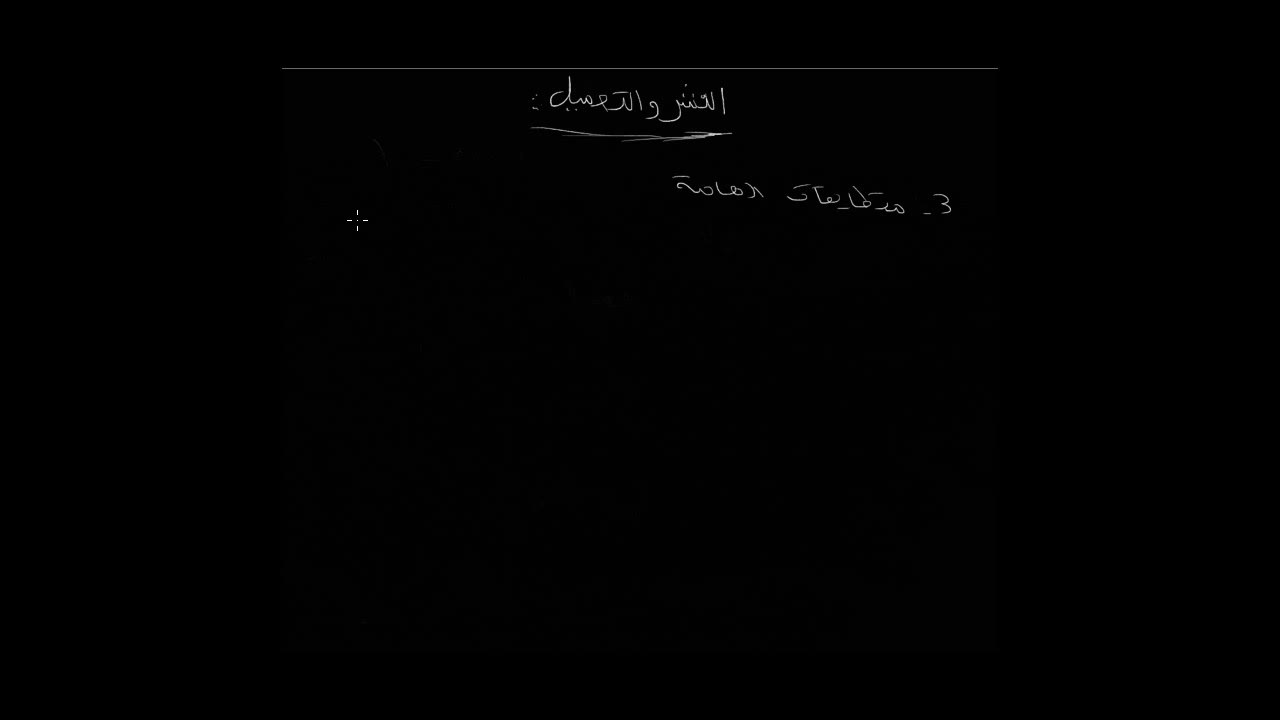 النشر والتعميل :
3- متطابقات الهامة